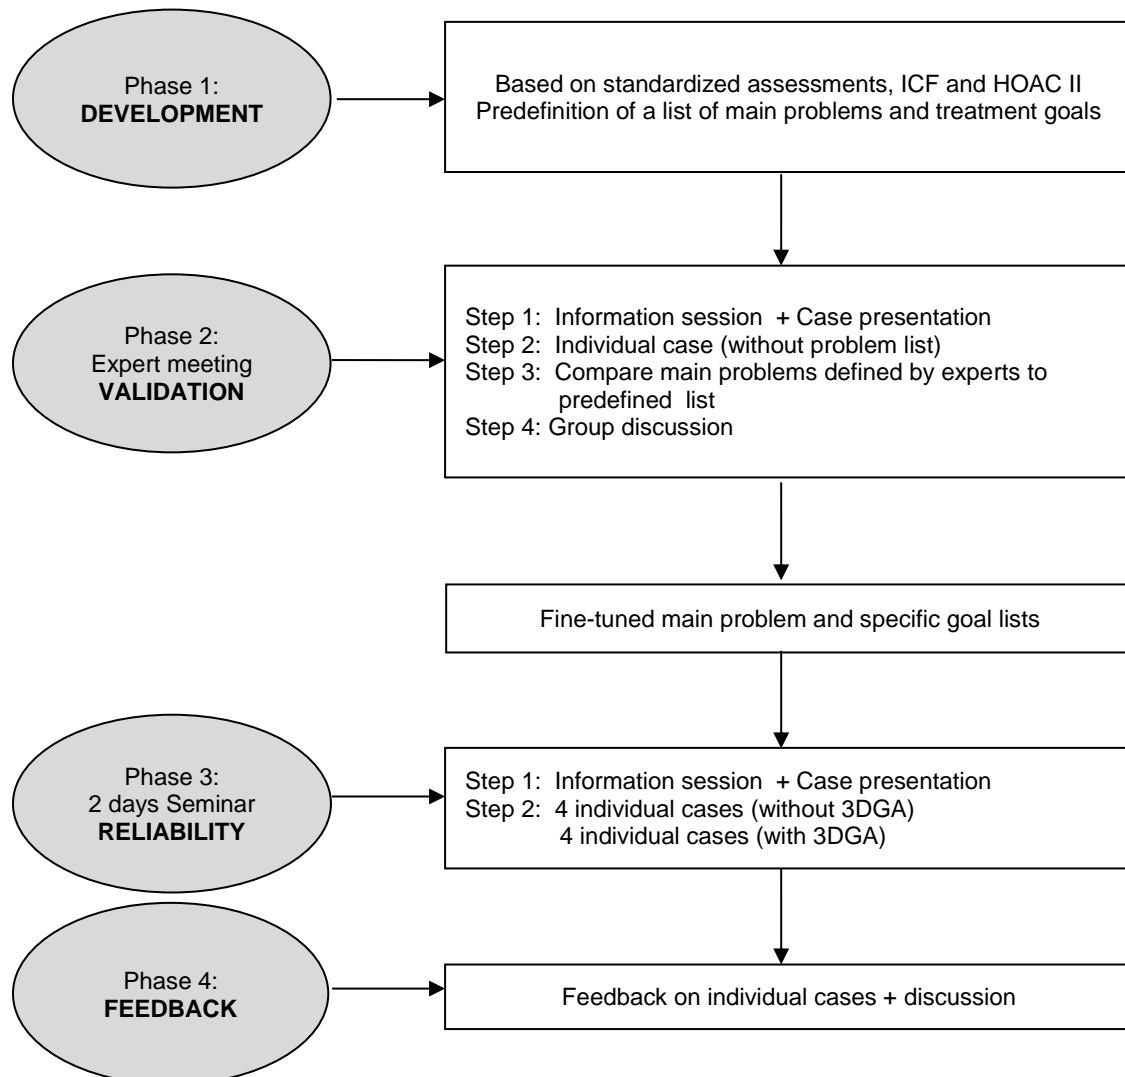 Phase 1:
DEVELOPMENT
Based on standardized assessments, ICF and HOAC II
Predefinition of a list of main problems and treatment goals
Phase 2:
Expert meeting
VALIDATION
Step 1:  Information session  + Case presentation
Step 2:  Individual case (without problem list)
Step 3:  Compare main problems defined by experts to
predefined  list
Step 4: Group discussion
Fine-tuned main problem and specific goal lists
Phase 3:
2 days Seminar
RELIABILITY
Step 1:  Information session  + Case presentation
Step 2:  4 individual cases (without 3DGA)
4 individual cases (with 3DGA)
Phase 4:
FEEDBACK
Feedback on individual cases + discussion